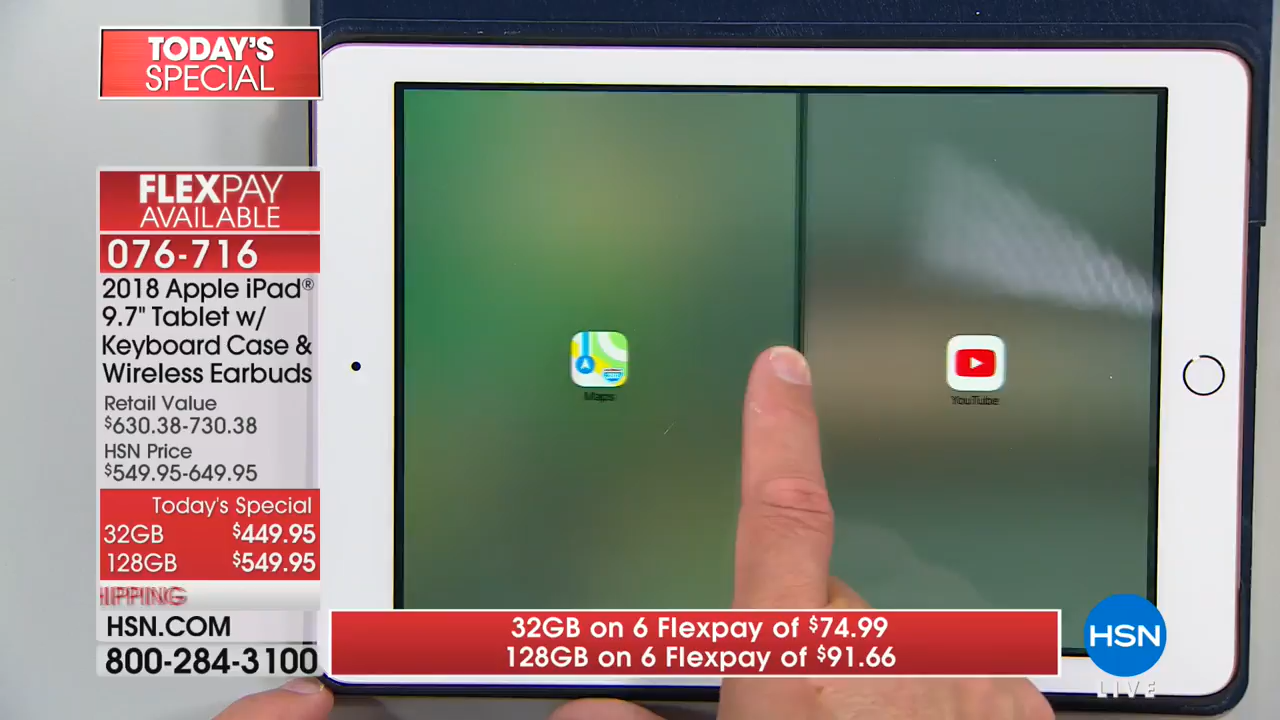 TODAY'S
SPECIAL
FLEXPAY
AVAILABLE
076-716
2018 Apple iPad®
9.7" Tablet w/
Keyboard Case &
Wireless Earbuds
Retail Value
$630.38-730.38
HSN Price
$549.95-649.95
Today's Special
32GB $449.95
128GB $549.95
HIPPING
HSN.COM
800-284-3100
Maps
YouTube
32GB on 6 Flexpay of $74.99
128GB on 6 Flexpay of $91.66
HSN
LIVE